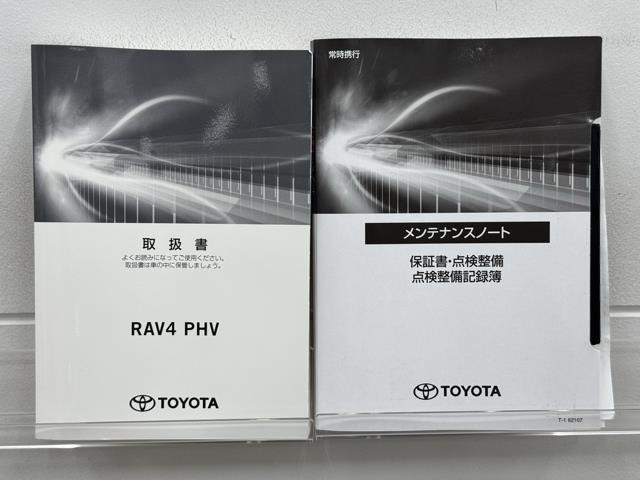 取扱書
よくお読みになってご使用ください。
取扱書は車の中に保管しましょう。
RAV4 PHV
TOYOTA
常時携行
メンテナンスノート
保証書・点検整備
点検整備記録簿
TOYOTA
T-1 62107